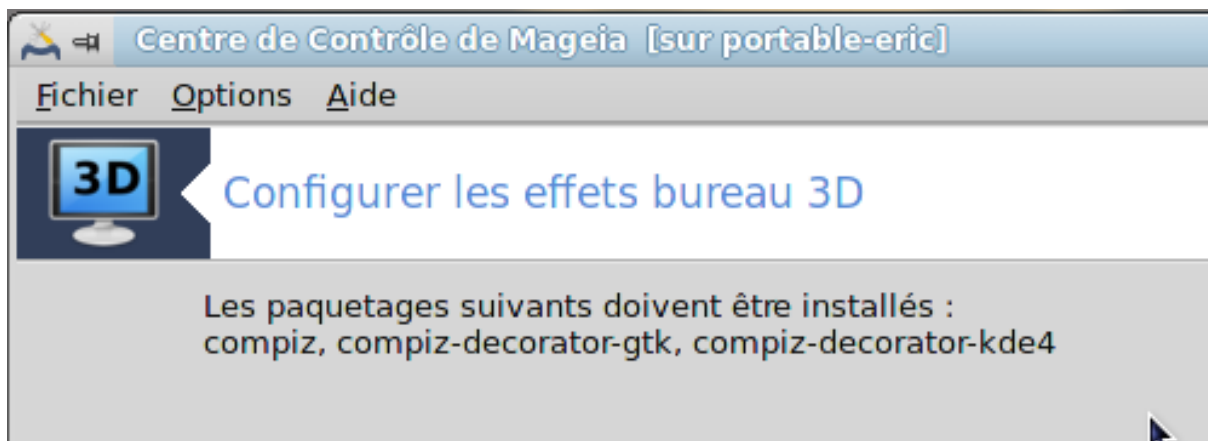 Centre de Contrôle de Mageia [sur portable-eric]
Fichier Options Aide
3D
Configurer les effets bureau 3D
Les paquetages suivants doivent être installés :
compiz, compiz-decorator-gtk, compiz-decorator-kde4